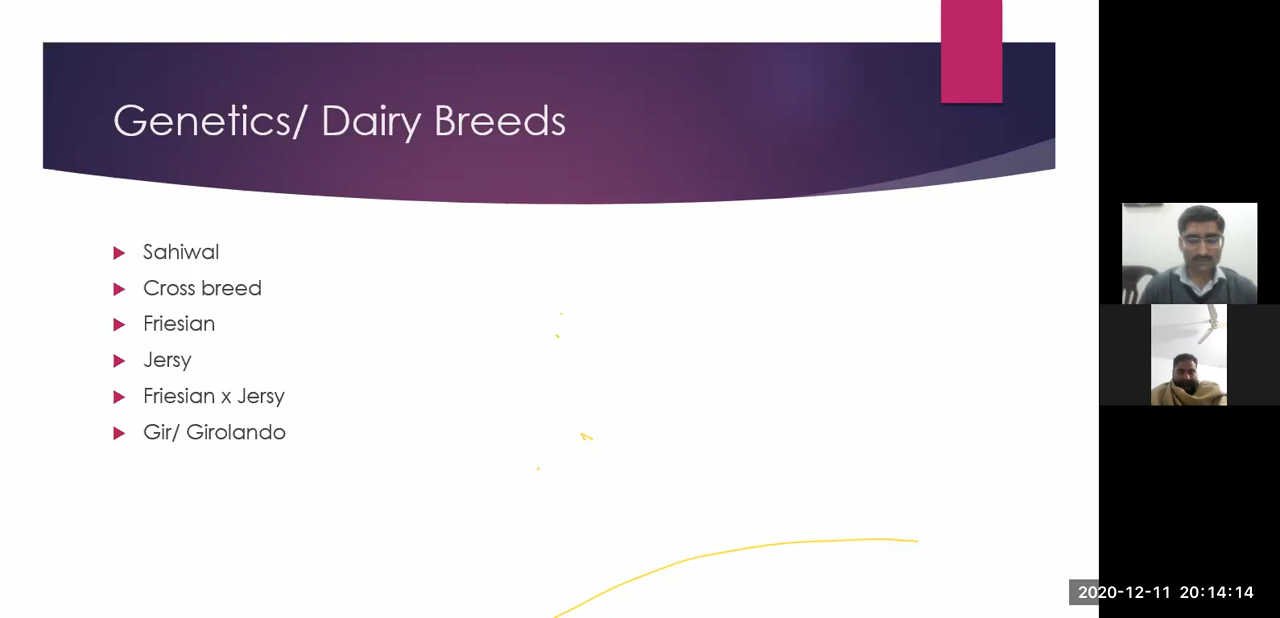 Genetics/ Dairy Breeds
Sahiwal
Cross breed
Friesian
Jersy
Friesian x Jersy
Gir/ Girolando
2020-12-11 20:14:14